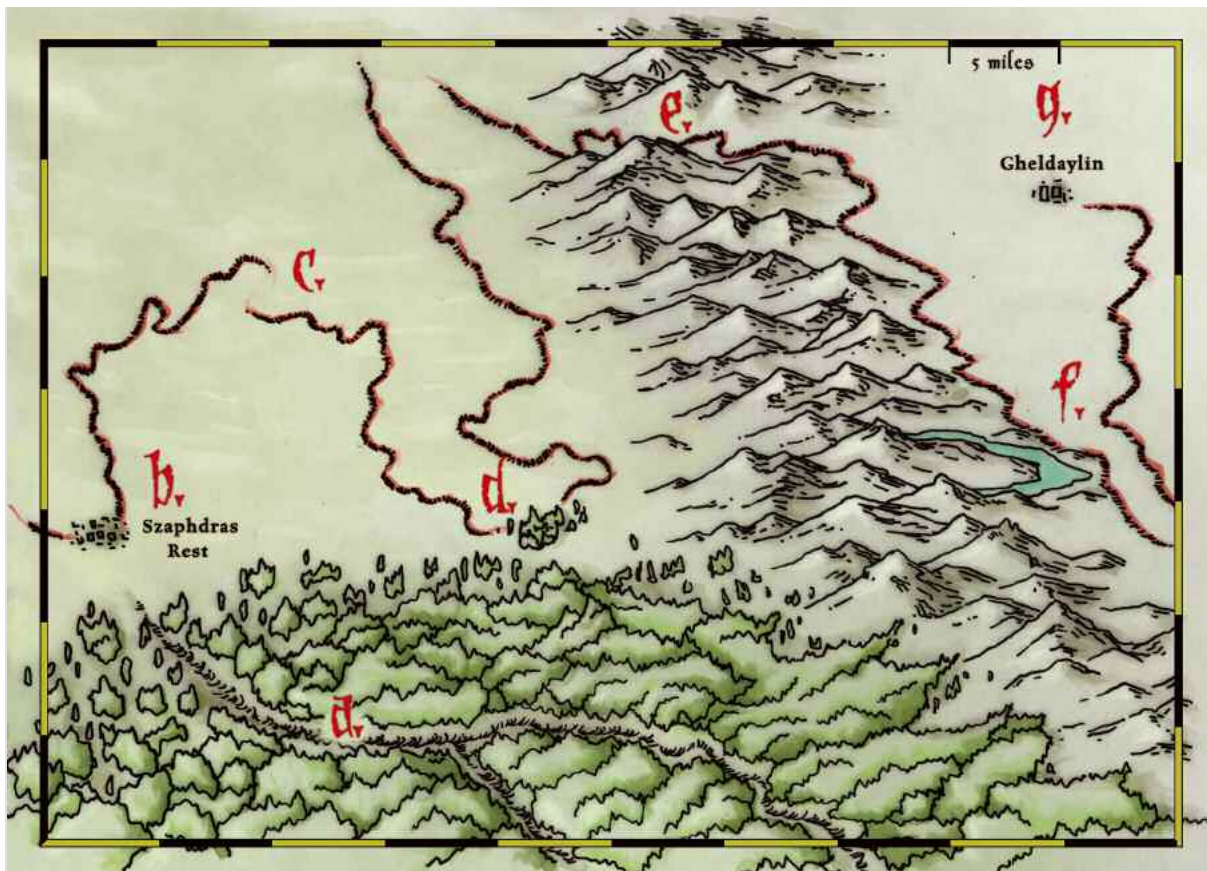 5 miles
e.
g.
Gheldaylin
c.
f.
b.
d.
Szaphdras
Rest
d.